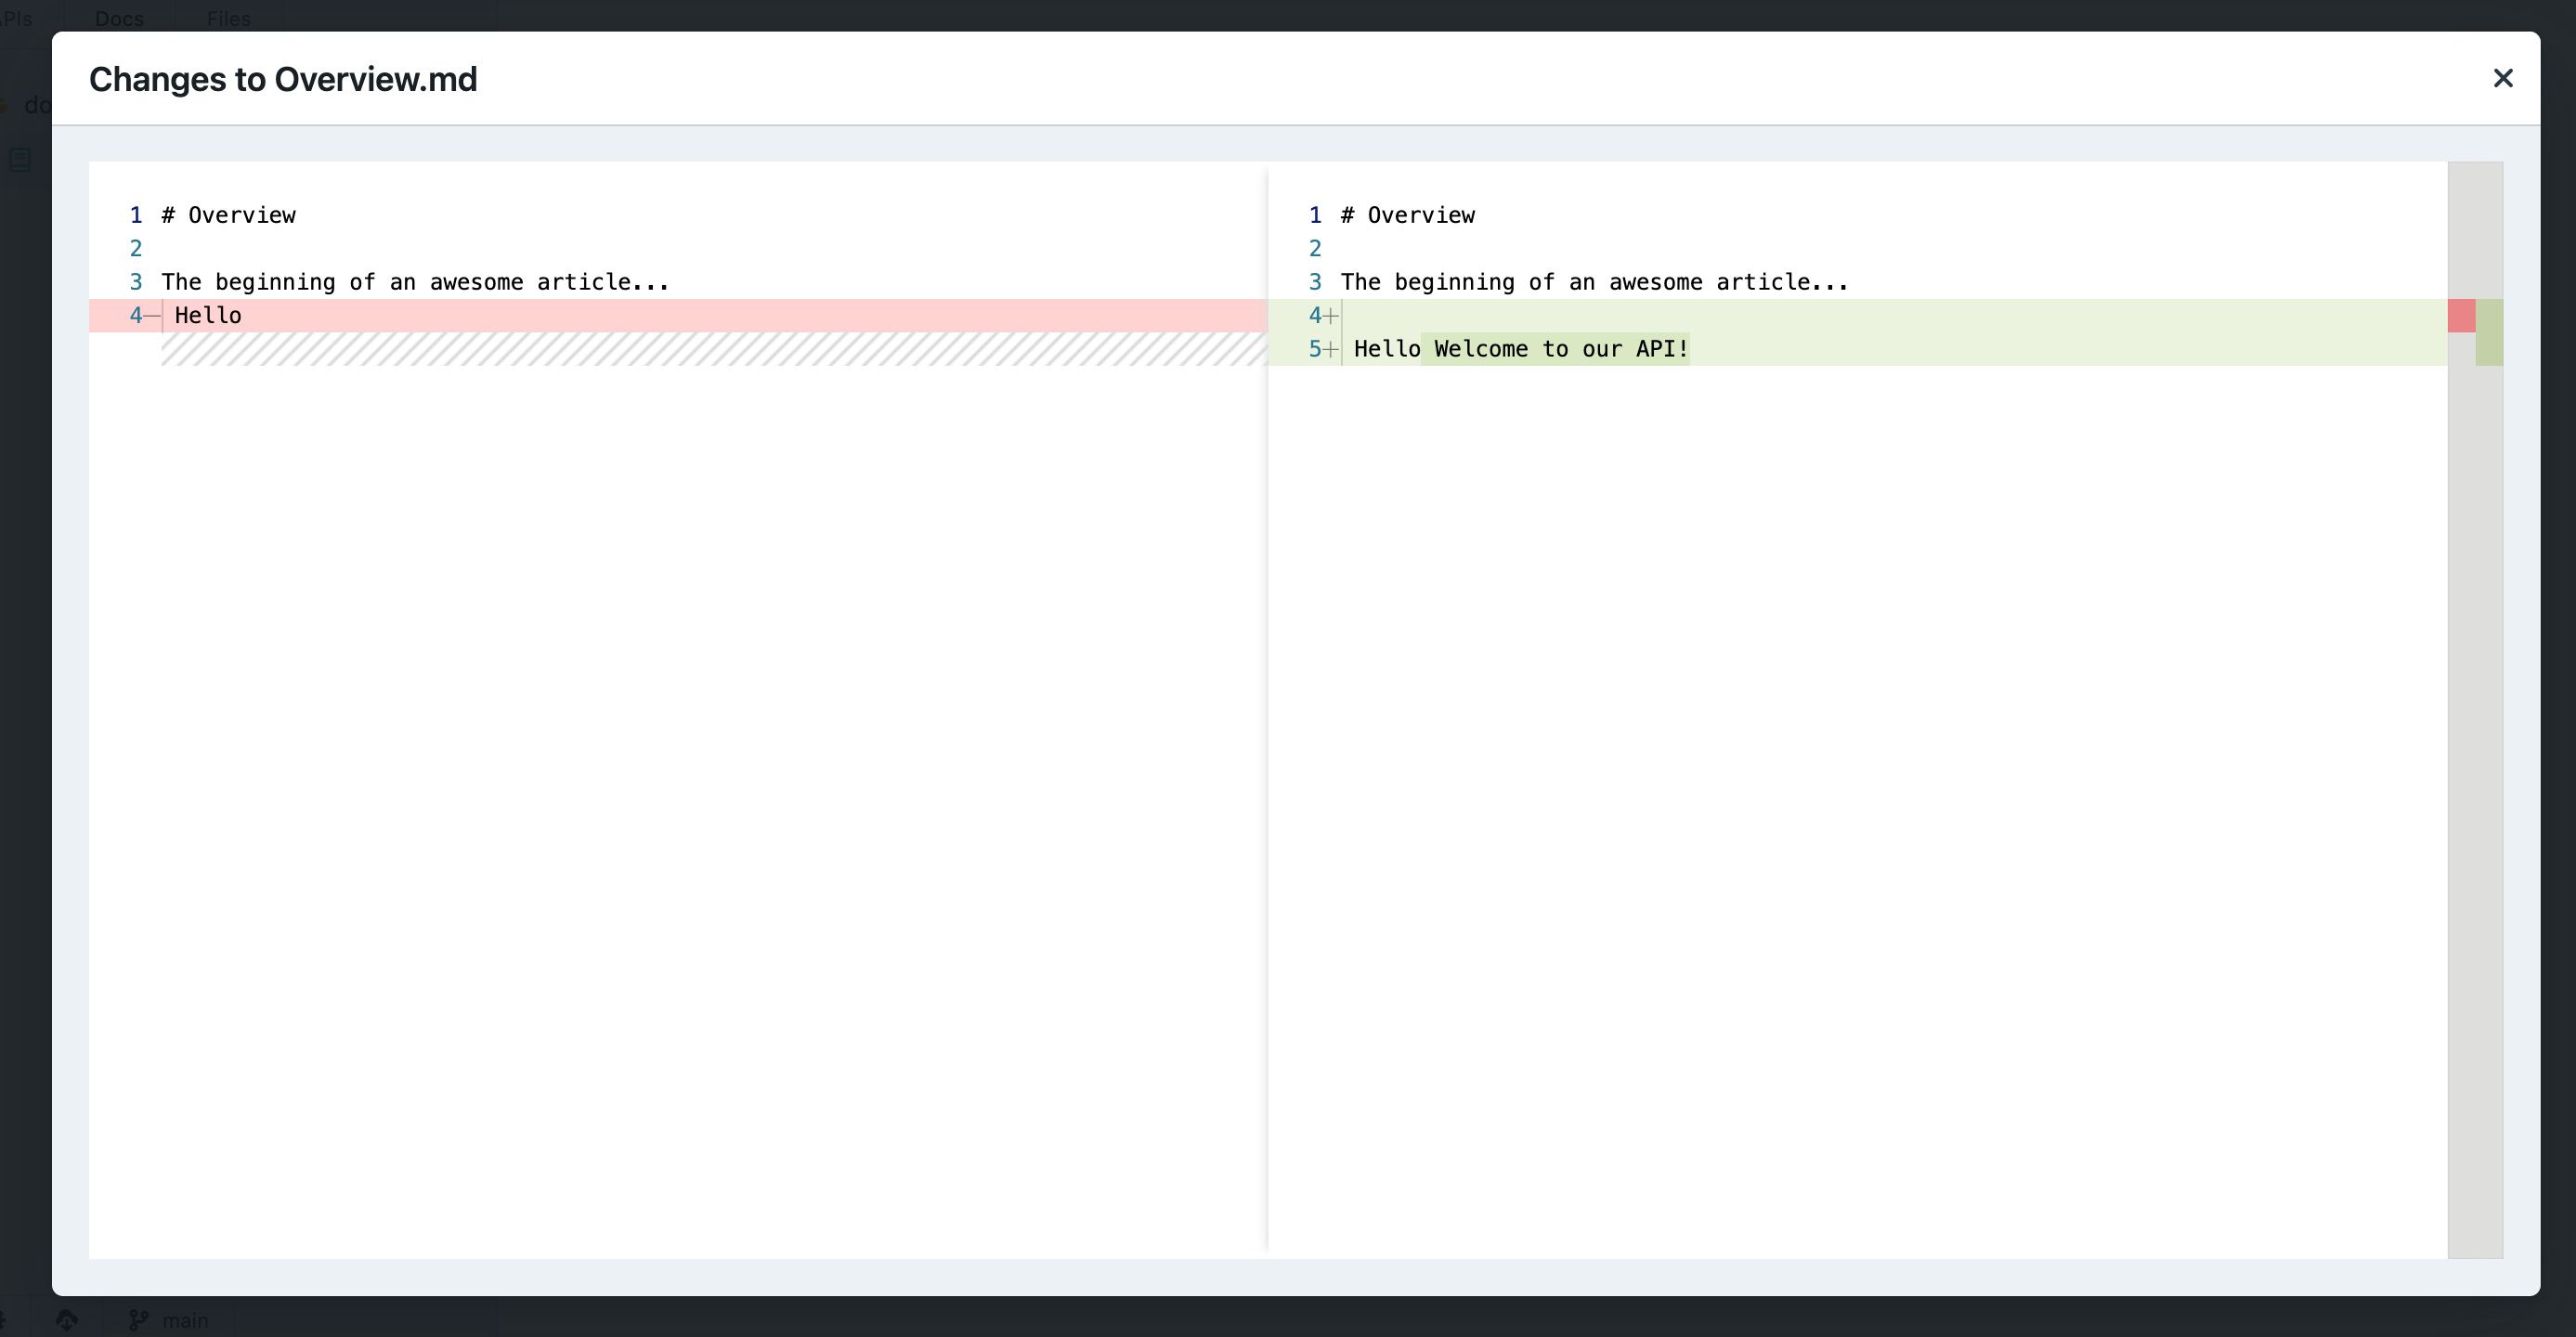 APIs Docs Files
Changes to Overview.md
1 # Overview
2
3 The beginning of an awesome article...
4— Hello
1 # Overview
2
3 The beginning of an awesome article...
4+
5+ Hello Welcome to our API!
main